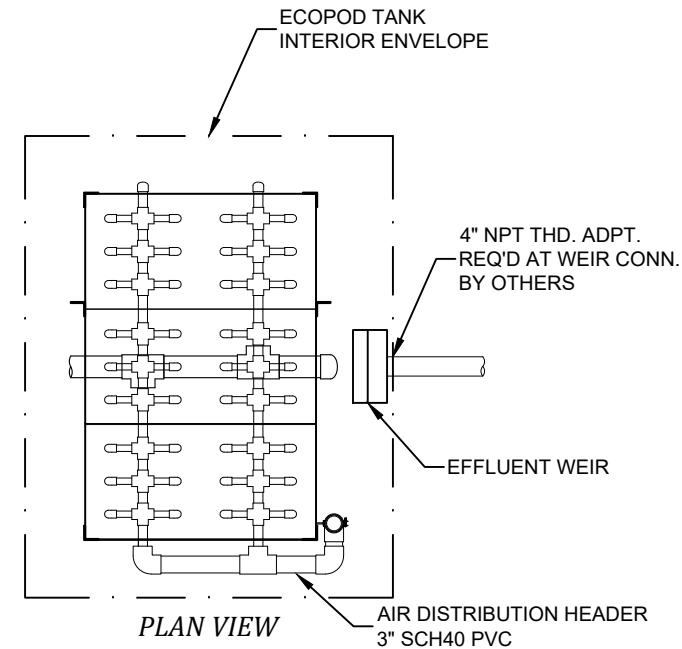 ECOPOD TANK
INTERIOR ENVELOPE
4" NPT THD. ADPT.
REQ'D AT WEIR CONN.
BY OTHERS
EFFLUENT WEIR
AIR DISTRIBUTION HEADER
3" SCH40 PVC
PLAN VIEW